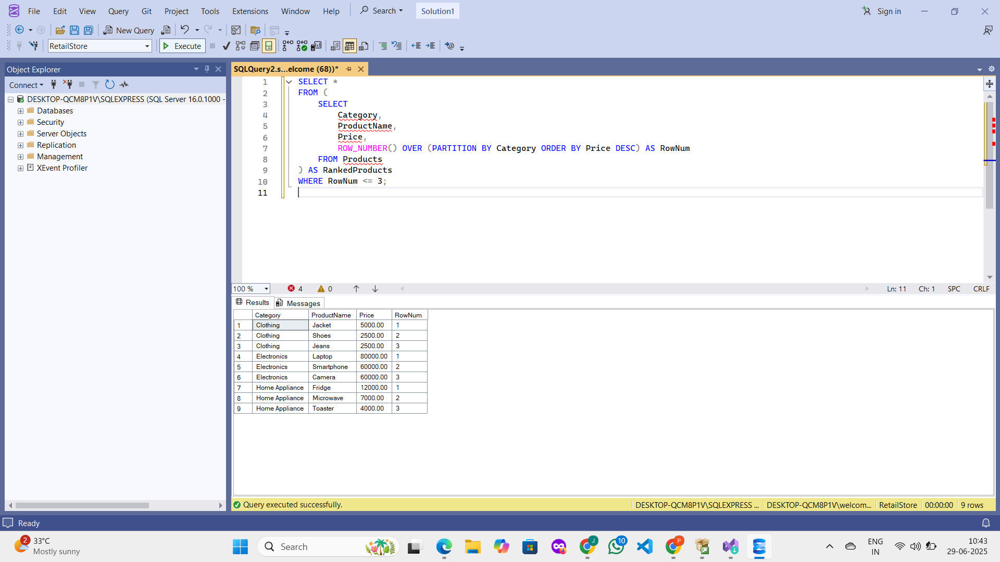 File Edit View Query Git Project Tools Extensions Window Help Search Solution1 Sign in
New Query
RetailStore Execute
Object Explorer
Connect
DESKTOP-QCM8P1V\SQLEXPRESS (SQL Server 16.0.1000 -
Databases
Security
Server Objects
Replication
Management
XEvent Profiler
SQLQuery2.s...elcome (68))*
1 SELECT *
2 FROM (
3 SELECT
4 Category,
5 ProductName,
6 Price,
7 ROW_NUMBER() OVER (PARTITION BY Category ORDER BY Price DESC) AS RowNum
8 FROM Products
9 ) AS RankedProducts
10 WHERE RowNum <= 3;
11
100 % 4 0 Ln: 11 Ch: 1 SPC CRLF
Results Messages
Category ProductName Price RowNum
1 Clothing Jacket 5000.00 1
2 Clothing Shoes 2500.00 2
3 Clothing Jeans 2500.00 3
4 Electronics Laptop 80000.00 1
5 Electronics Smartphone 60000.00 2
6 Electronics Camera 60000.00 3
7 Home Appliance Fridge 12000.00 1
8 Home Appliance Microwave 7000.00 2
9 Home Appliance Toaster 4000.00 3
Query executed successfully. DESKTOP-QCM8P1V\SQLEXPRESS ... DESKTOP-QCM8P1V\welcom... RetailStore 00:00:00 9 rows
Ready
2 33°C
Mostly sunny
Search
J
10
P
ENG
IN
10:43
29-06-2025